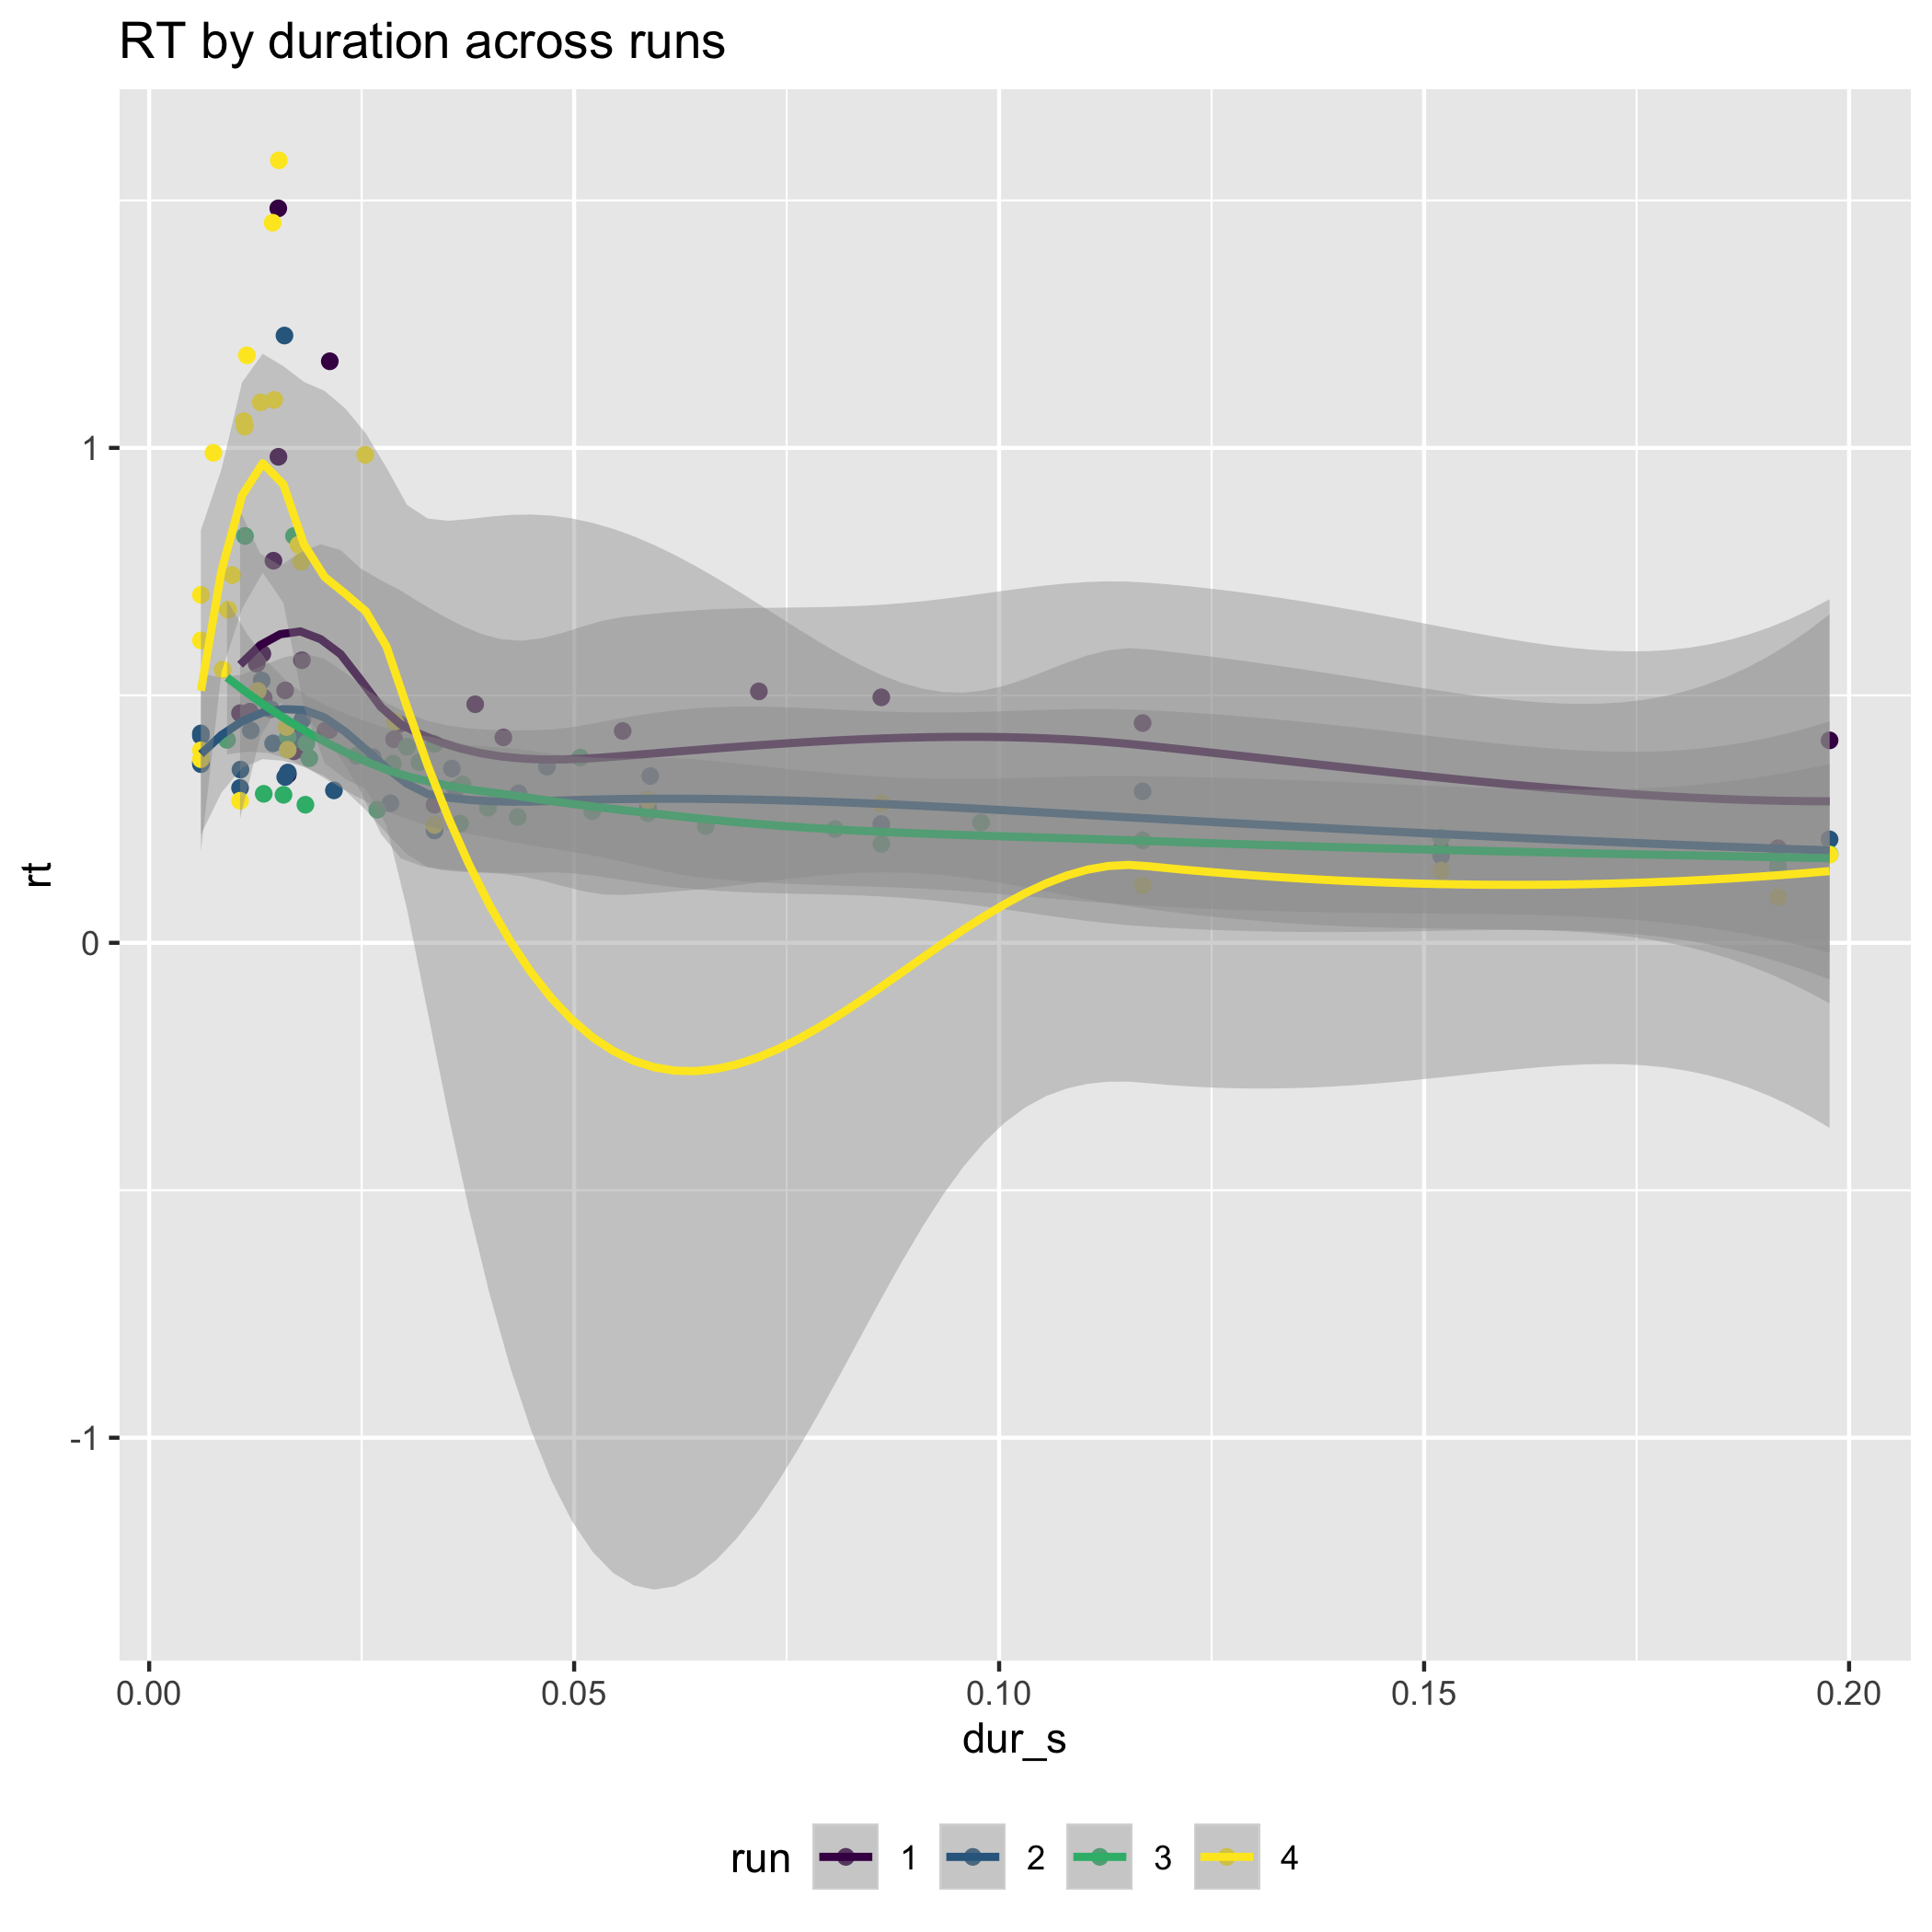 RT by duration across runs
rt
1
0
-1
0.00 0.05 0.10 0.15 0.20
dur_s
run 1 2 3 4